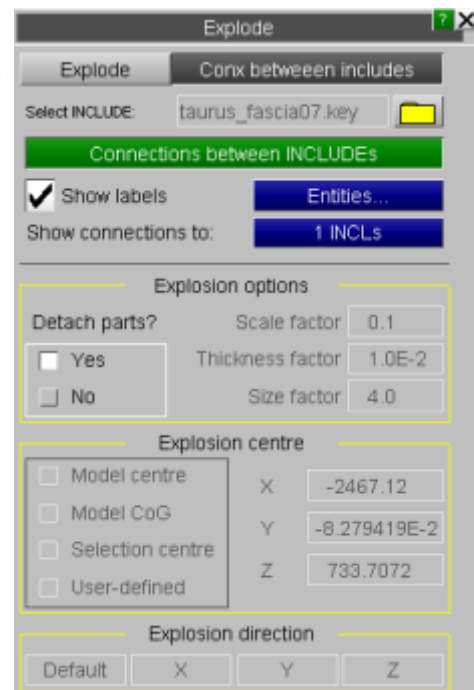 Explode ? X
Explode Conx betweeen includes
Select INCLUDE: taurus_fascia07.key
Connections between INCLUDEs
Show labels Entities...
Show connections to: 1 INCLs
Explosion options
Detach parts? Scale factor 0.1
Yes Thickness factor 1.0E-2
No Size factor 4.0
Explosion centre
Model centre X -2467.12
Model CoG Y -8.279419E-2
Selection centre Z 733.7072
User-defined
Explosion direction
Default X Y Z